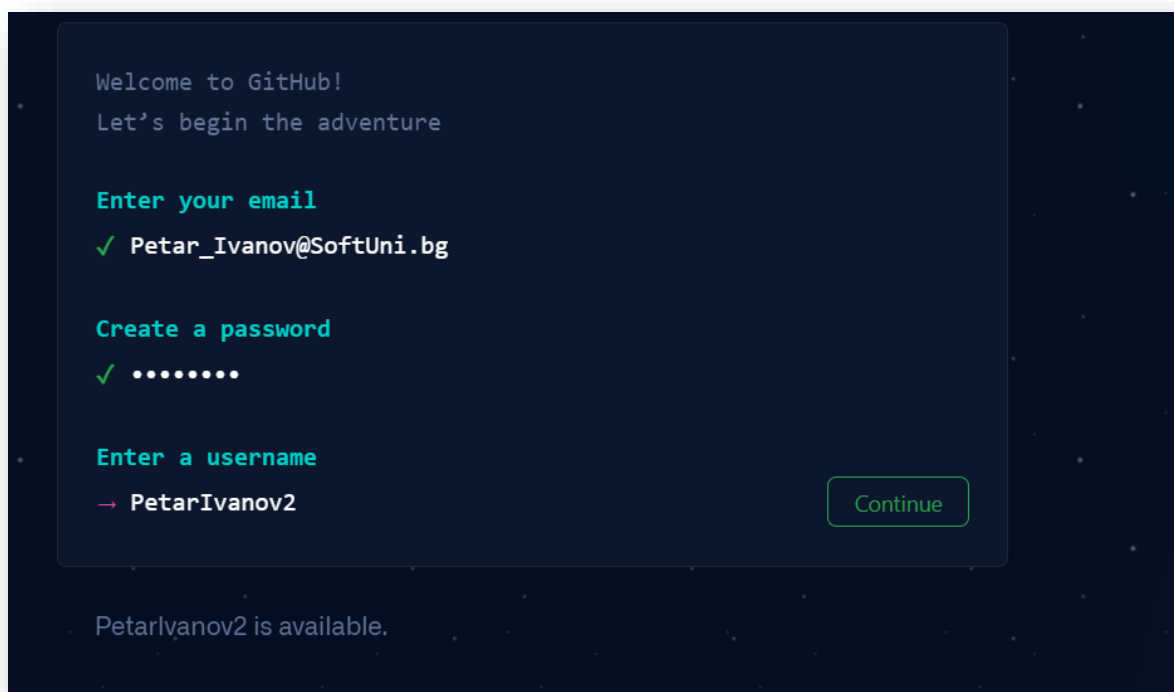 Welcome to GitHub!
Let’s begin the adventure
Enter your email
✓ Petar_Ivanov@SoftUni.bg
Create a password
✓ ••••••••
Enter a username
→ PetarIvanov2
Continue
PetarIvanov2 is available.